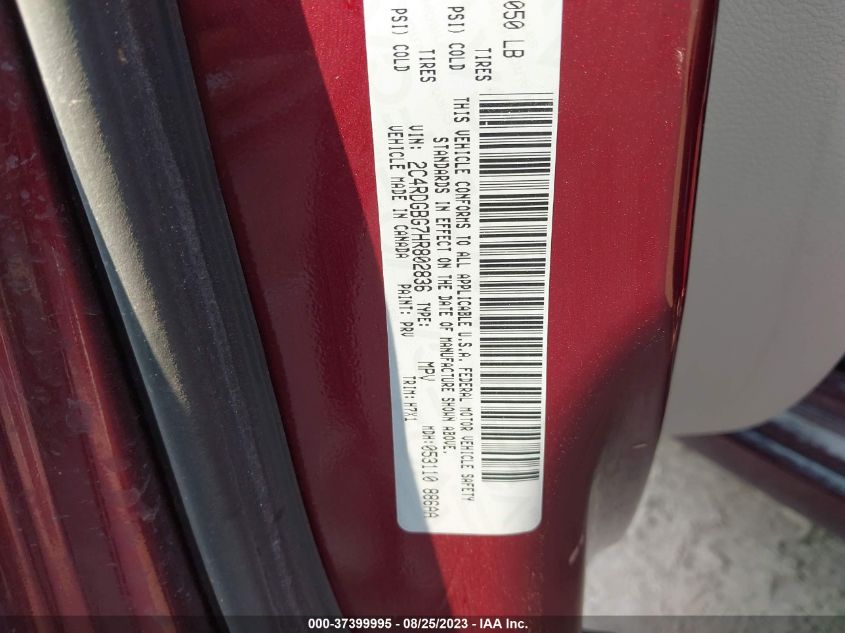 050 LB
TIRES
PSI) COLD
TIRES
PSI) COLD
THIS VEHICLE CONFORMS TO ALL APPLICABLE U.S.A. FEDERAL MOTOR VEHICLE SAFETY
STANDARDS IN EFFECT ON THE DATE OF MANUFACTURE SHOWN ABOVE.
VIN: 2C4RDGBG7HR802836 TYPE: MPV MDH:053110 886AA
VEHICLE MADE IN CANADA PAINT: PRV TRIM: H7X1
000-37399995 - 08/25/2023 - IAA Inc.